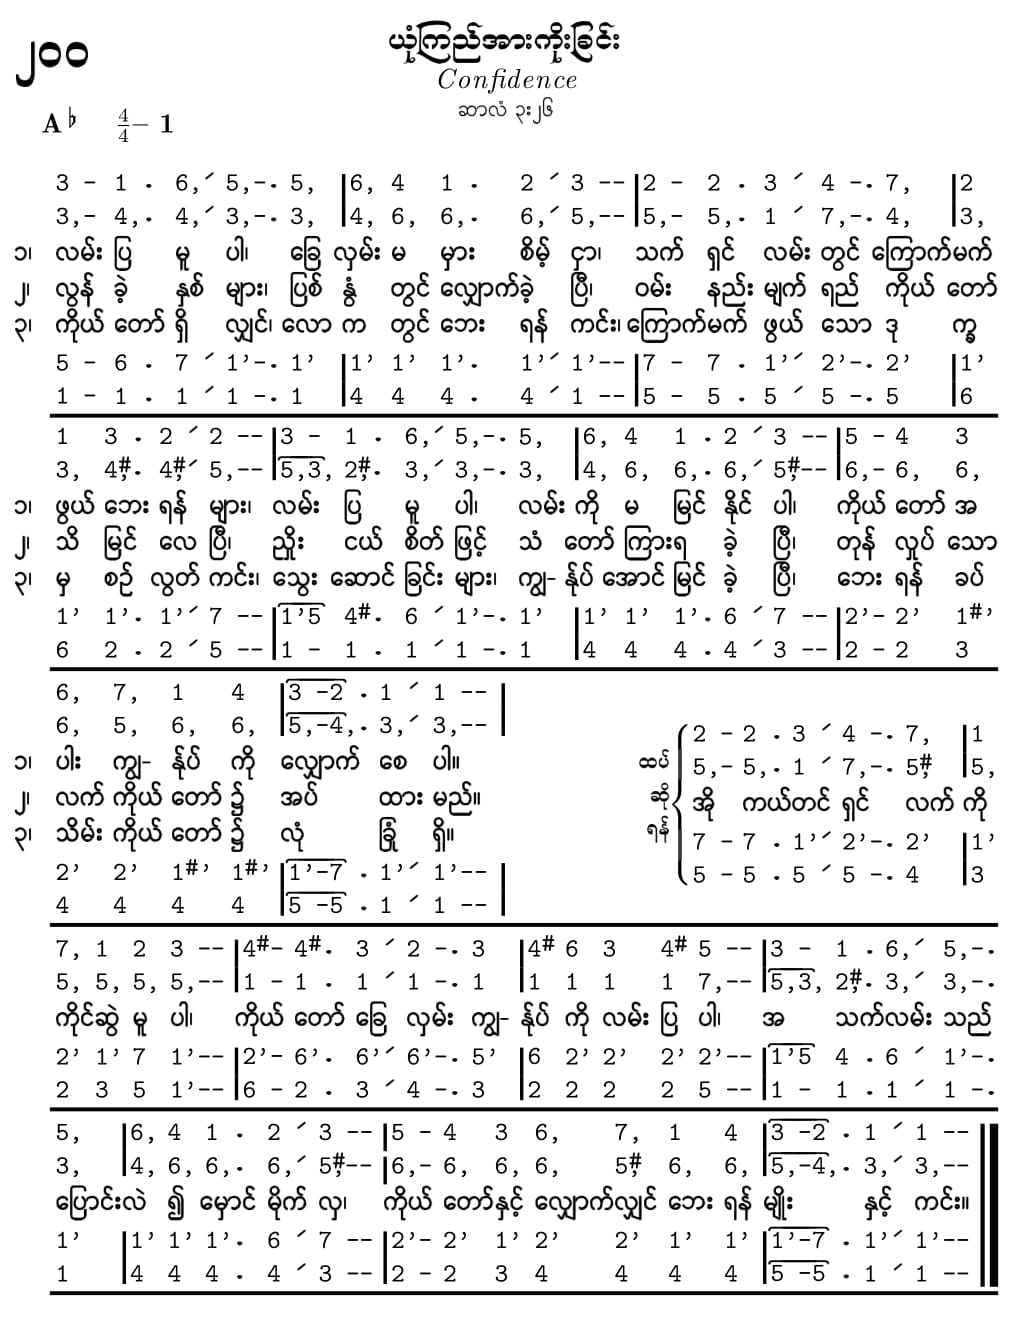 ၂၀၀
ယုံကြည်အားကိုးခြင်း
Confidence
ဆာလံ ၃း၂၆
A♭ 4/4– 1
3 – 1 . 6,ˊ 5,–. 5, |6, 4 1 . 2 ˊ 3 –– |2 – 2 . 3 ˊ 4 –. 7, |2
3,– 4,. 4,ˊ 3,–. 3, |4, 6, 6,. 6,ˊ 5,–– |5,– 5,. 1 ˊ 7,–. 4, |3,
၁၊ လမ်း ပြ မူ ပါ၊ ခြေ လှမ်း မ မှား စိမ့် ငှာ၊ သက် ရှင် လမ်း တွင် ကြောက်မက်
၂၊ လွန် ခဲ့ နှစ် များ၊ ပြစ် နွံ တွင် လျှောက်ခဲ့ ပြီ၊ ဝမ်း နည်း မျက် ရည် ကိုယ် တော်
၃၊ ကိုယ် တော် ရှိ လျှင်၊ လော က တွင် ဘေး ရန် ကင်း၊ ကြောက်မက် ဖွယ် သော ဒု က္ခ
5 – 6 . 7 ˊ 1’–. 1’ |1’ 1’ 1’. 1’ˊ 1’–– |7 – 7 . 1’ˊ 2’–. 2’ |1’
1 – 1 . 1 ˊ 1 –. 1 |4 4 4 . 4 ˊ 1 –– |5 – 5 . 5 ˊ 5 –. 5 |6
1 3 . 2 ˊ 2 –– |3 – 1 . 6,ˊ 5,–. 5, |6, 4 1 . 2 ˊ 3 –– |5 – 4 3
3, 4#,. 4#,ˊ 5,–– |5,3, 2#,. 3,ˊ 3,–. 3, |4, 6, 6,. 6,ˊ 5#,–– |6,– 6, 6,
၁၊ ဖွယ် ဘေး ရန် များ၊ လမ်း ပြ မူ ပါ၊ လမ်း ကို မ မြင် နိုင် ပါ၊ ကိုယ် တော် အ
၂၊ သိ မြင် လေ ပြီ၊ ညှိုး ငယ် စိတ် ဖြင့် သံ တော် ကြားရ ခဲ့ ပြီ၊ တုန် လှုပ် သော
၃၊ မှ စဉ် လွတ် ကင်း၊ သွေး ဆောင် ခြင်း များ၊ ကျွ– န်ုပ် အောင် မြင် ခဲ့ ပြီ၊ ဘေး ရန် ခပ်
1’ 1’. 1’ˊ 7 –– |1’5 4#. 6 ˊ 1’–. 1’ |1’ 1’ 1’. 6 ˊ 7 –– |2’– 2’ 1#’
6 2 . 2 ˊ 5 –– |1 – 1 . 1 ˊ 1 –. 1 |4 4 4 . 4 ˊ 3 –– |2 – 2 3
6, 7, 1 4 |3 –2 . 1 ˊ 1 –– |
6, 5, 6, 6, |5,–4,. 3,ˊ 3,–– |
၁၊ ပါး ကျွ– န်ုပ် ကို လျှောက် စေ ပါ။
၂၊ လက် ကိုယ် တော် ၌ အပ် ထား မည်။
၃၊ သိမ်း ကိုယ် တော် ၌ လုံ ခြုံ ရှိ။
2’ 2’ 1#’ 1#’ |1’–7 . 1’ˊ 1’–– |
4 4 4 4 |5 –5 . 1 ˊ 1 –– |
ထပ်
ဆို
ရန်
2 – 2 . 3 ˊ 4 –. 7, |1
5,– 5,. 1 ˊ 7,–. 5#, |5,
အို ကယ်တင် ရှင် လက် ကို
7 – 7 . 1’ˊ 2’–. 2’ |1’
5 – 5 . 5 ˊ 5 –. 4 |3
7, 1 2 3 –– |4#– 4#. 3 ˊ 2 –. 3 |4# 6 3 4# 5 –– |3 – 1 . 6,ˊ 5,–.
5, 5, 5, 5,–– |1 – 1 . 1 ˊ 1 –. 1 |1 1 1 1 7,–– |5,3, 2#,. 3,ˊ 3,–.
ကိုင်ဆွဲ မူ ပါ၊ ကိုယ် တော် ခြေ လှမ်း ကျွ– န်ုပ် ကို လမ်း ပြ ပါ၊ အ သက်လမ်း သည်
2’ 1’ 7 1’–– |2’– 6’. 6’ˊ 6’–. 5’ |6 2’ 2’ 2’ 2’–– |1’5 4 . 6 ˊ 1’–.
2 3 5 1’–– |6 – 2 . 3 ˊ 4 –. 3 |2 2 2 2 5 –– |1 – 1 . 1 ˊ 1 –.
5, |6, 4 1 . 2 ˊ 3 –– |5 – 4 3 6, 7, 1 4 |3 –2 . 1 ˊ 1 ––
3, |4, 6, 6,. 6,ˊ 5#,–– |6,– 6, 6, 6, 5#, 6, 6, |5,–4,. 3,ˊ 3,––
ပြောင်းလဲ ၍ မှောင် မိုက် လှ၊ ကိုယ် တော်နှင့် လျှောက်လျှင် ဘေး ရန် မျိုး နှင့် ကင်း။
1’ |1’ 1’ 1’. 6 ˊ 7 –– |2’– 2’ 1’ 2’ 2’ 1’ 1’ |1’–7 . 1’ˊ 1’––
1 |4 4 4 . 4 ˊ 3 –– |2 – 2 3 4 4 4 4 |5 –5 . 1 ˊ 1 ––